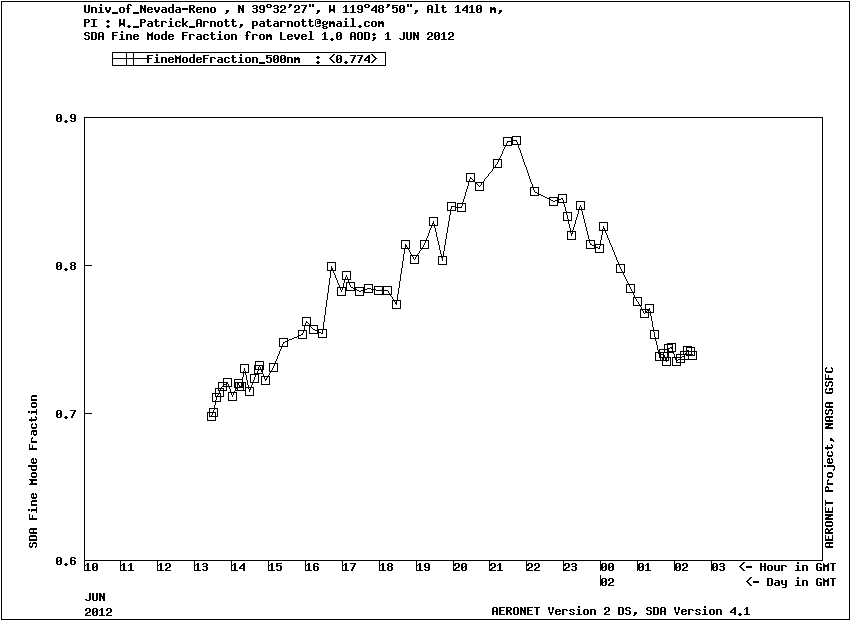 Univ_of_Nevada-Reno , N 39°32'27", W 119°48'50", Alt 1410 m,
PI : W._Patrick_Arnott, patarnott@gmail.com
SDA Fine Mode Fraction from Level 1.0 AOD; 1 JUN 2012
FineModeFraction_500nm : <0.774>
0.9
0.8
0.7
0.6
SDA Fine Mode Fraction
AERONET Project, NASA GSFC
10 11 12 13 14 15 16 17 18 19 20 21 22 23 00 01 02 03 <- Hour in GMT
02 <- Day in GMT
JUN
2012
AERONET Version 2 DS, SDA Version 4.1